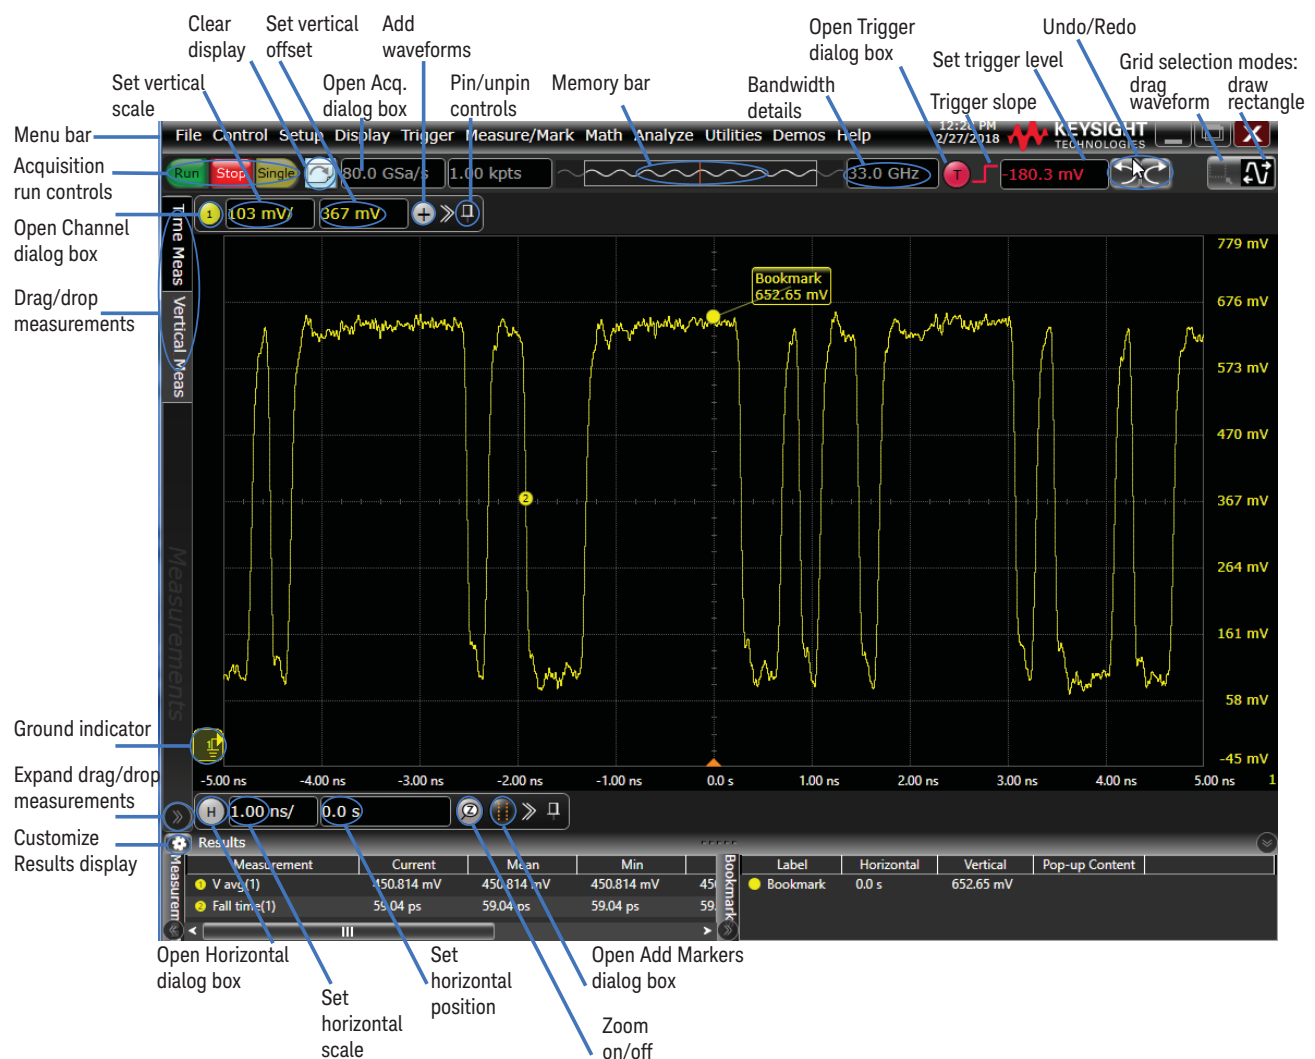 Clear
display
Set vertical
offset
Add
waveforms
Open Trigger
dialog box
Undo/Redo
Set vertical
scale
Open Acq.
dialog box
Pin/unpin
controls
Memory bar
Bandwidth
details
Set trigger level
Trigger slope
Grid selection modes:
drag
waveform
draw
rectangle
Menu bar
File Control Setup Display Trigger Measure/Mark Math Analyze Utilities Demos Help
2/27/2018
KEYSIGHT
TECHNOLOGIES
Acquisition
run controls
Run Stop Single
80.0 GSa/s
1.00 kpts
33.0 GHz
T
-180.3 mV
Open Channel
dialog box
1
103 mV/
367 mV
Time Meas
Vertical Meas
Measurements
Drag/drop
measurements
Bookmark
652.65 mV
2
779 mV
676 mV
573 mV
470 mV
367 mV
264 mV
161 mV
58 mV
-45 mV
Ground indicator
1
-5.00 ns -4.00 ns -3.00 ns -2.00 ns -1.00 ns 0.0 s 1.00 ns 2.00 ns 3.00 ns 4.00 ns 5.00 ns 1
Expand drag/drop
measurements
H
1.00 ns/
0.0 s
Z
Customize
Results display
Results
Measurem
Measurement Current Mean Min
1 V avg(1) 450.814 mV 450.814 mV 450.814 mV 45
2 Fall time(1) 59.04 ps 59.04 ps 59.04 ps 59.
Bookmark
Label Horizontal Vertical Pop-up Content
Bookmark 0.0 s 652.65 mV
Open Horizontal
dialog box
Set
horizontal
scale
Set
horizontal
position
Open Add Markers
dialog box
Zoom
on/off